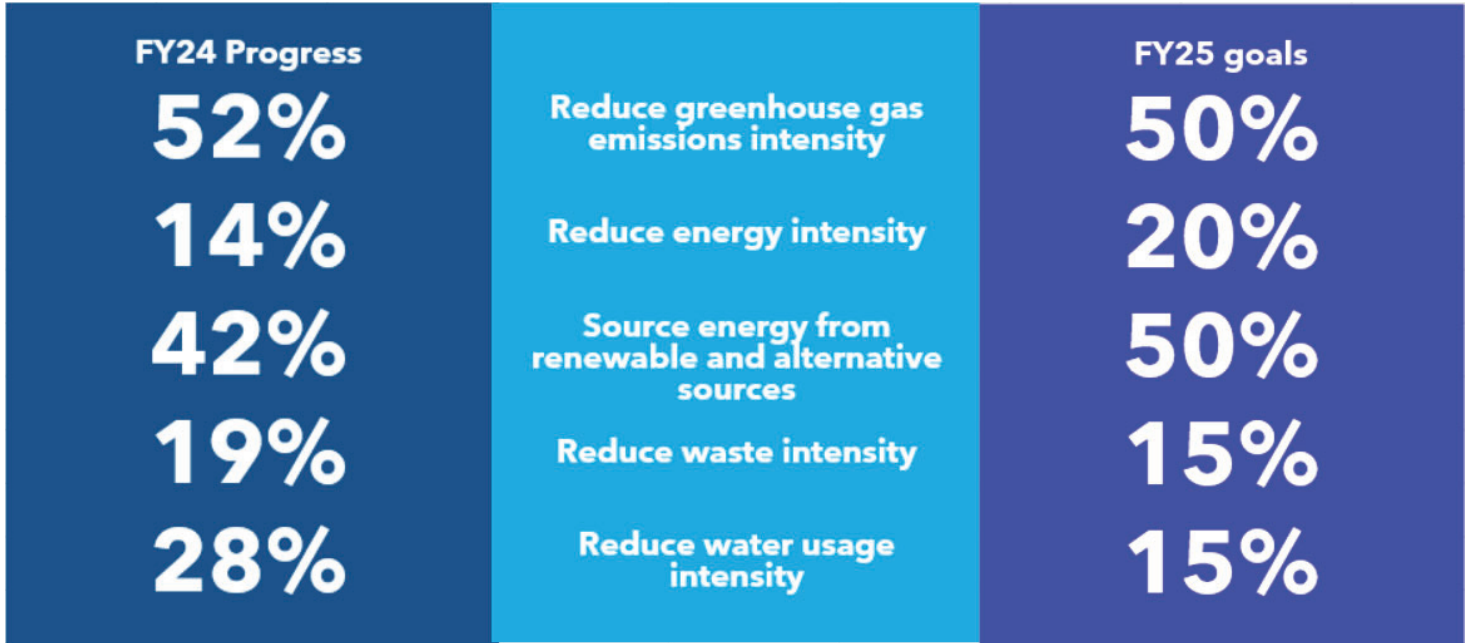 FY24 Progress
FY25 goals
52%
Reduce greenhouse gas
emissions intensity
50%
14%
Reduce energy intensity
20%
42%
Source energy from
renewable and alternative
sources
50%
19%
Reduce waste intensity
15%
28%
Reduce water usage
intensity
15%